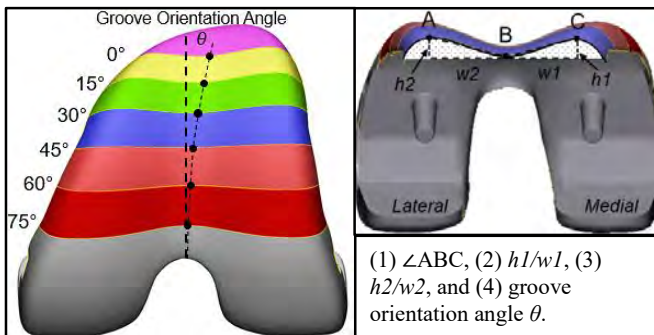 Groove Orientation Angle
θ
0°
15°
30°
45°
60°
75°
A
B
C
h2
w2
w1
h1
Lateral
Medial
(1) ∠ABC, (2) h1/w1, (3)
h2/w2, and (4) groove
orientation angle θ.